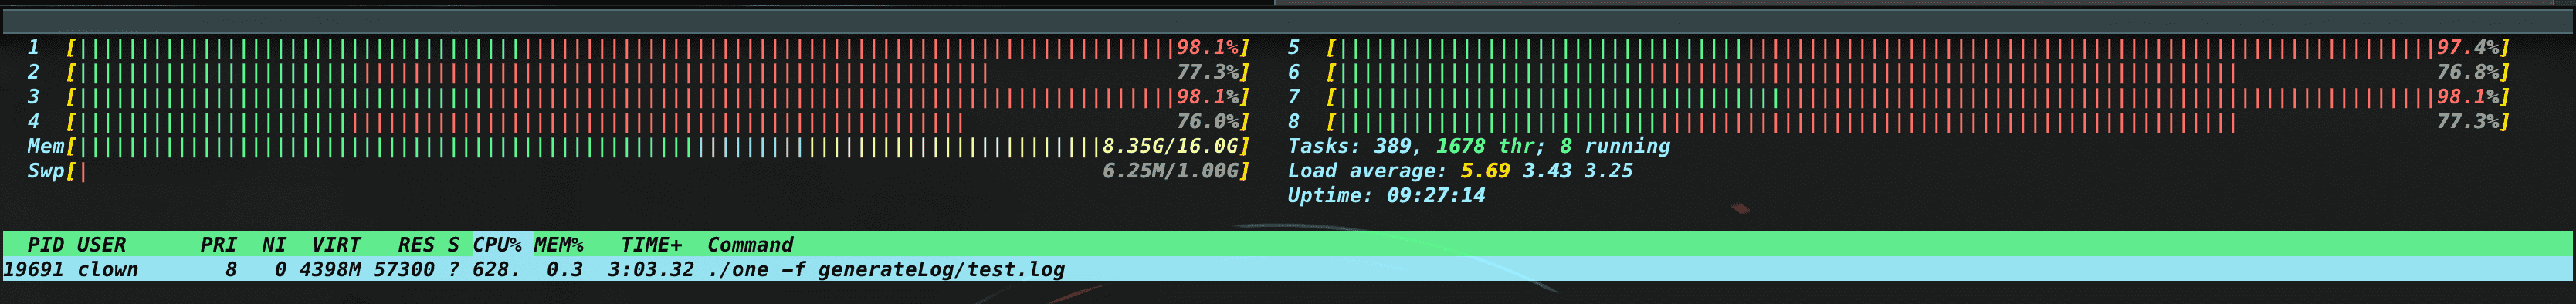 1 [98.1%] 5 [97.4%]
2 [77.3%] 6 [76.8%]
3 [98.1%] 7 [98.1%]
4 [76.0%] 8 [77.3%]
Mem[8.35G/16.0G] Tasks: 389, 1678 thr; 8 running
Swp[6.25M/1.00G] Load average: 5.69 3.43 3.25
Uptime: 09:27:14
PID USER PRI NI VIRT RES S CPU% MEM% TIME+ Command
19691 clown 8 0 4398M 57300 ? 628. 0.3 3:03.32 ./one -f generateLog/test.log